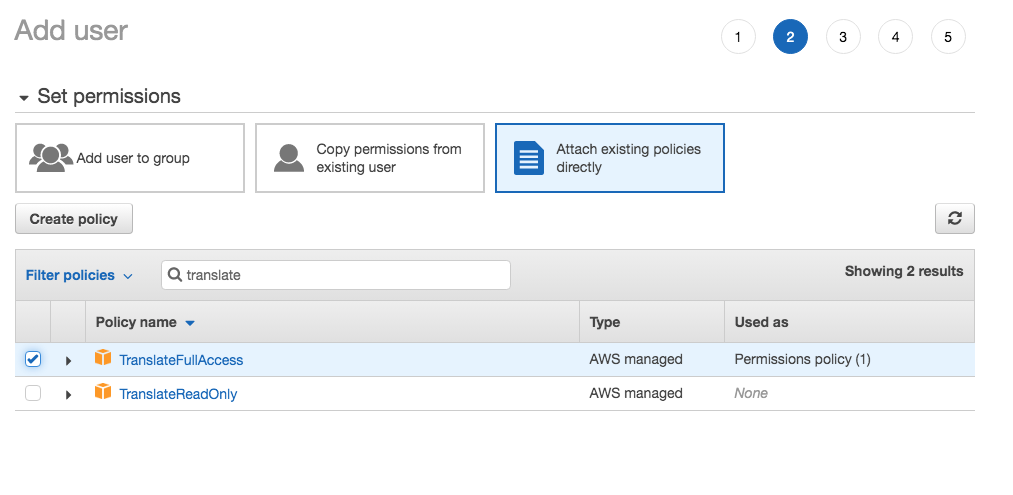 Add user
1 2 3 4 5
Set permissions
Add user to group
Copy permissions from
existing user
Attach existing policies
directly
Create policy
Filter policies
translate
Showing 2 results
Policy name Type Used as
TranslateFullAccess AWS managed Permissions policy (1)
TranslateReadOnly AWS managed None